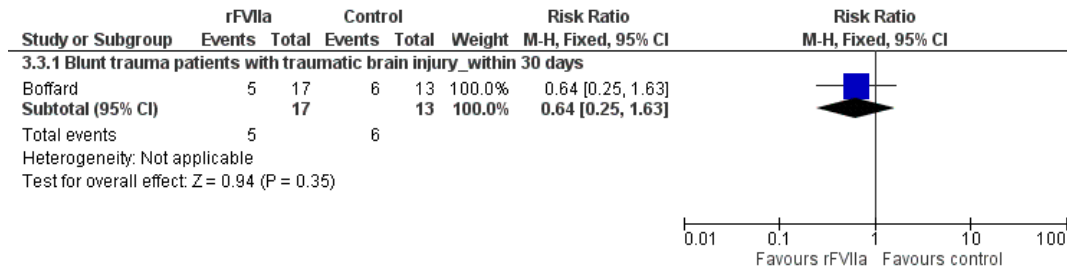 rFVIIa Control Risk Ratio Risk Ratio
Study or Subgroup Events Total Events Total Weight M-H, Fixed, 95% CI M-H, Fixed, 95% CI
3.3.1 Blunt trauma patients with traumatic brain injury_within 30 days
Boffard 5 17 6 13 100.0% 0.64 [0.25, 1.63]
Subtotal (95% CI) 17 13 100.0% 0.64 [0.25, 1.63]
Total events 5 6
Heterogeneity: Not applicable
Test for overall effect: Z = 0.94 (P = 0.35)
0.01 0.1 1 10 100
Favours rFVIIa Favours control